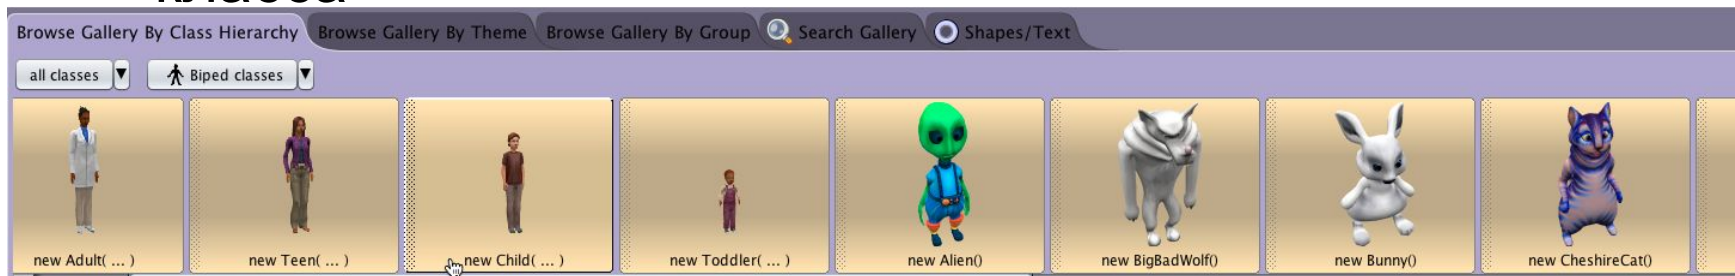 класса
Browse Gallery By Class Hierarchy Browse Gallery By Theme Browse Gallery By Group Search Gallery Shapes/Text
all classes Biped classes
new Adult( ... ) new Teen( ... ) new Child( ... ) new Toddler( ... ) new Alien() new BigBadWolf() new Bunny() new CheshireCat()